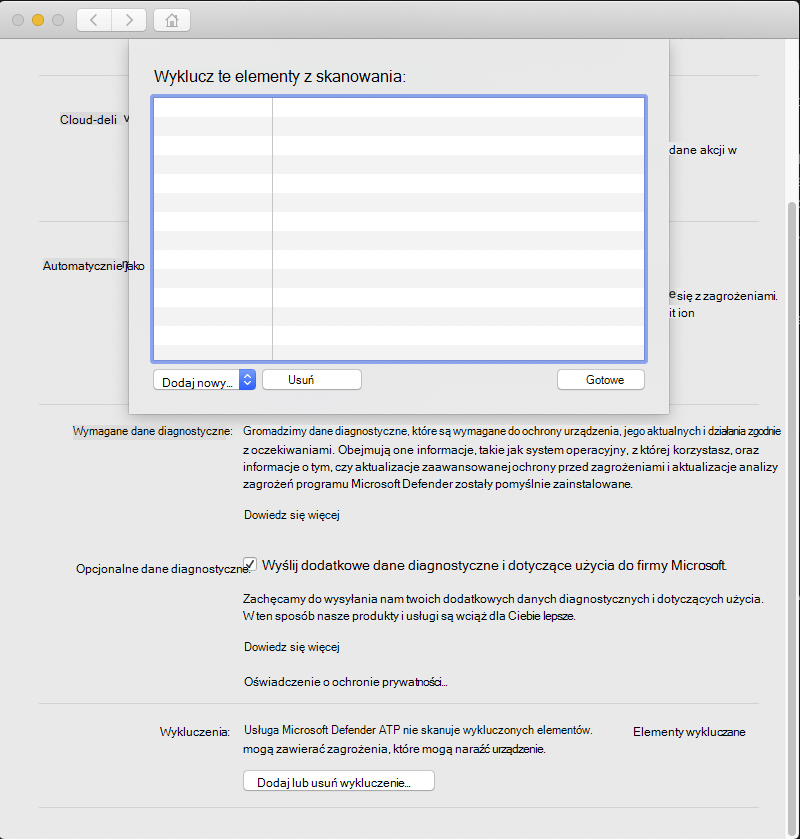 Wyklucz te elementy z skanowania:
Cloud-deli
dane akcji w
Automatycznie Jako
się z zagrożeniami.
it ion
Dodaj nowy...
Usuń
Gotowe
Wymagane dane diagnostyczne: Gromadzimy dane diagnostyczne, które są wymagane do ochrony urządzenia, jego aktualnych i działania zgodnie
z oczekiwaniami. Obejmują one informacje, takie jak system operacyjny, z której korzystasz, oraz
informacje o tym, czy aktualizacje zaawansowanej ochrony przed zagrożeniami i aktualizacje analizy
zagrożeń programu Microsoft Defender zostały pomyślnie zainstalowane.
Dowiedz się więcej
Opcjonalne dane diagnostyczne: Wyślij dodatkowe dane diagnostyczne i dotyczące użycia do firmy Microsoft.
Zachęcamy do wysyłania nam twoich dodatkowych danych diagnostycznych i dotyczących użycia.
W ten sposób nasze produkty i usługi są wciąż dla Ciebie lepsze.
Dowiedz się więcej
Oświadczenie o ochronie prywatności...
Wykluczenia: Usługa Microsoft Defender ATP nie skanuje wykluczonych elementów. Elementy wykluczane
mogą zawierać zagrożenia, które mogą naraźć urządzenie.
Dodaj lub usuń wykluczenie...